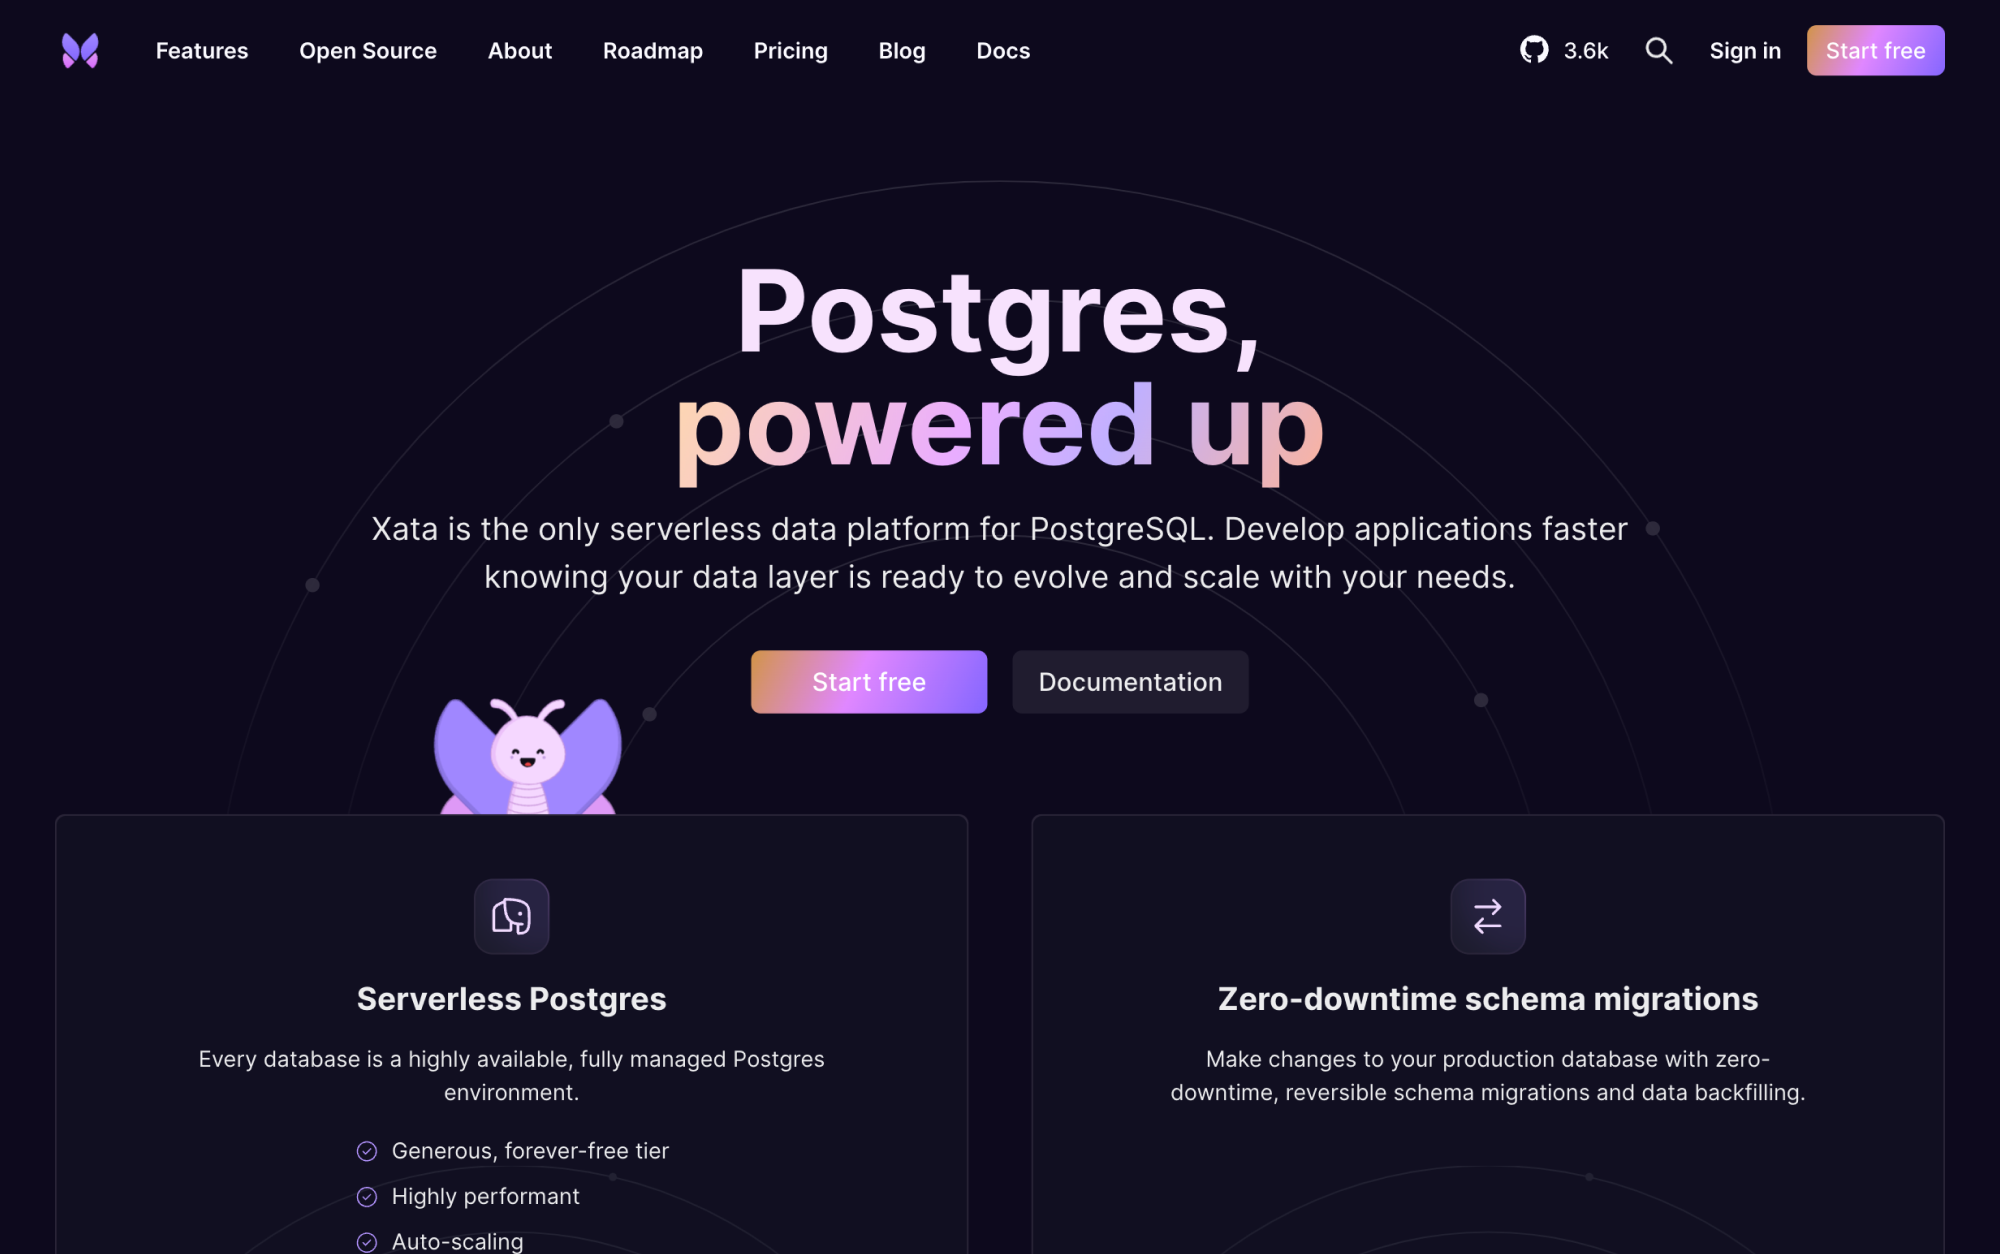 Features Open Source About Roadmap Pricing Blog Docs 3.6k Sign in Start free
Postgres,
powered up
Xata is the only serverless data platform for PostgreSQL. Develop applications faster
knowing your data layer is ready to evolve and scale with your needs.
Start free Documentation
Serverless Postgres
Every database is a highly available, fully managed Postgres
environment.
Generous, forever-free tier
Highly performant
Auto-scaling
Zero-downtime schema migrations
Make changes to your production database with zero-
downtime, reversible schema migrations and data backfilling.